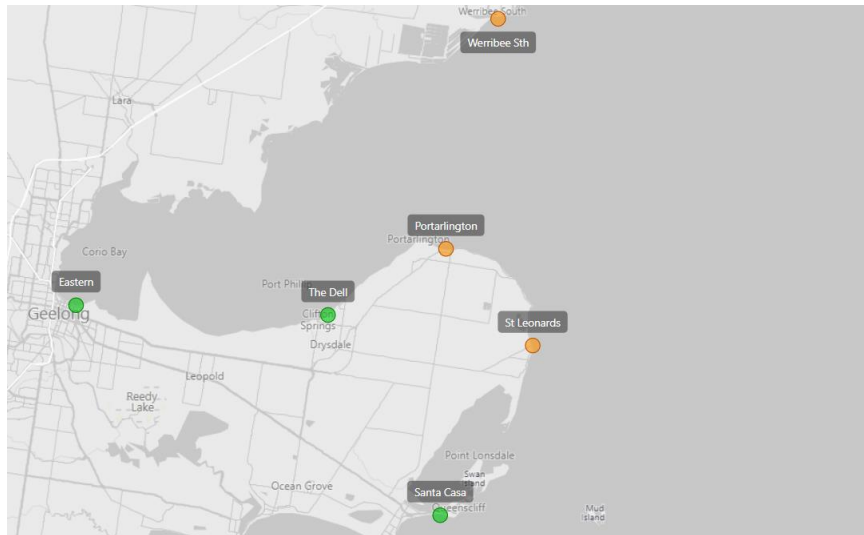 Werribee South
Werribee Sth
Lara
Portarlington
Portarlington
Corio Bay
Eastern
Port Phillip
The Dell
Geelong
Clifton
Springs
St Leonards
Drysdale
Leopold
Reedy
Lake
Point Lonsdale
Swan
Island
Ocean Grove
Santa Casa
Queenscliff
Mud
Island